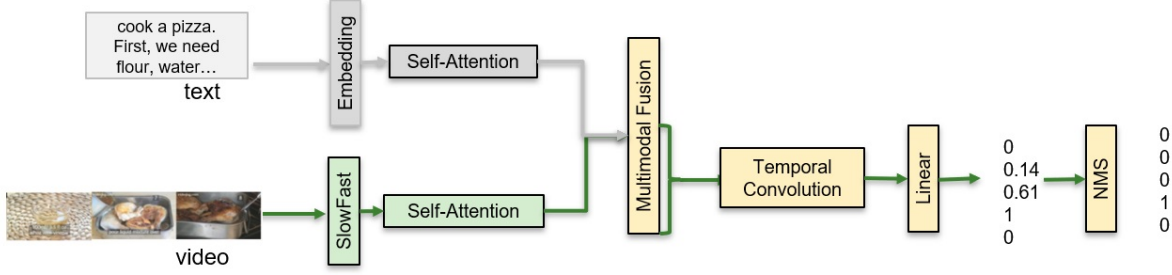 cook a pizza.
First, we need
flour, water...
text
Embedding
Self-Attention
video
SlowFast
Self-Attention
Multimodal Fusion
Temporal
Convolution
Linear
0
0.14
0.61
1
0
NMS
0
0
0
1
0